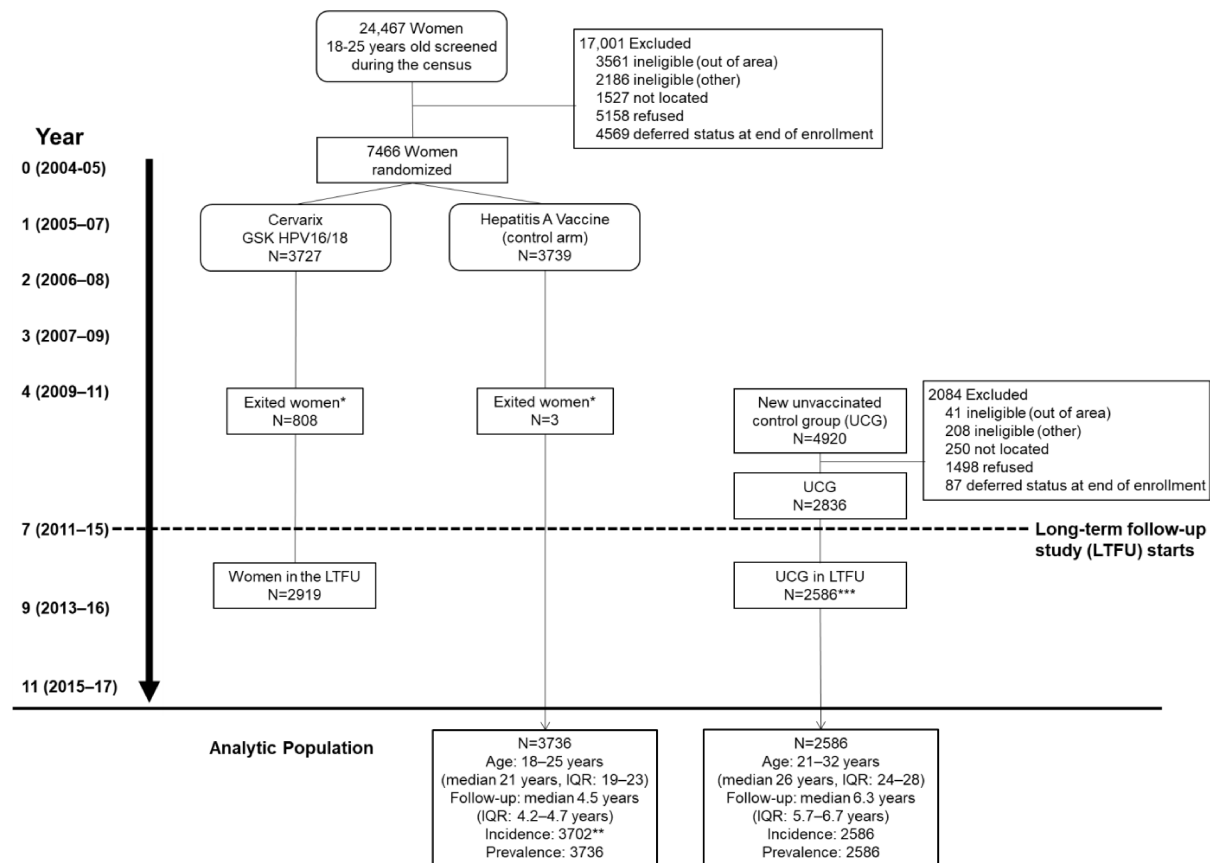 24,467 Women
18-25 years old screened
during the census
17,001 Excluded
3561 ineligible (out of area)
2186 ineligible (other)
1527 not located
5158 refused
4569 deferred status at end of enrollment
Year
0 (2004-05)
7466 Women
randomized
1 (2005–07)
Cervarix
GSK HPV16/18
N=3727
Hepatitis A Vaccine
(control arm)
N=3739
2 (2006–08)
3 (2007–09)
4 (2009–11)
Exited women*
N=808
Exited women*
N=3
New unvaccinated
control group (UCG)
N=4920
2084 Excluded
41 ineligible (out of area)
208 ineligible (other)
250 not located
1498 refused
87 deferred status at end of enrollment
UCG
N=2836
7 (2011–15)
Long-term follow-up
study (LTFU) starts
Women in the LTFU
N=2919
UCG in LTFU
N=2586***
9 (2013–16)
11 (2015–17)
Analytic Population
N=3736
Age: 18–25 years
(median 21 years, IQR: 19–23)
Follow-up: median 4.5 years
(IQR: 4.2–4.7 years)
Incidence: 3702**
Prevalence: 3736
N=2586
Age: 21–32 years
(median 26 years, IQR: 24–28)
Follow-up: median 6.3 years
(IQR: 5.7–6.7 years)
Incidence: 2586
Prevalence: 2586